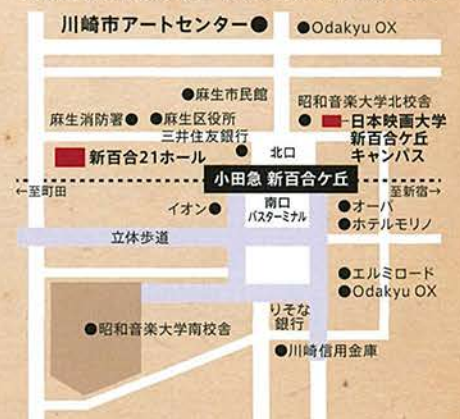 川崎市アートセンター●
●Odakyu OX
●麻生市民館
昭和音楽大学北校舎
麻生消防署●
●麻生区役所
●
日本映画大学
新百合ケ丘
キャンパス
三井住友銀行
●
新百合21ホール
北口
←至町田
小田急 新百合ケ丘
至新宿→
イオン●
南口
バスターミナル
●オーパ
●ホテルモリノ
立体歩道
●エルミロード
●Odakyu OX
りそな
銀行
●昭和音楽大学南校舎
●川崎信用金庫